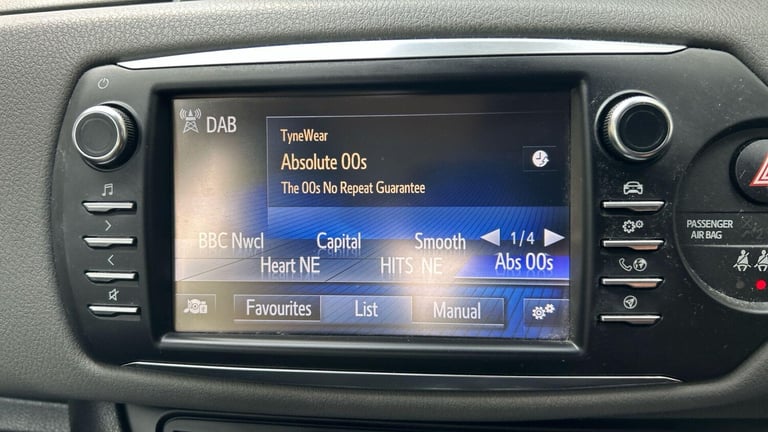 DAB
TyneWear
Absolute 00s
The 00s No Repeat Guarantee
BBC Nwcl Capital Smooth 1/4
Heart NE HITS NE Abs 00s
Favourites List Manual
PASSENGER
AIR BAG